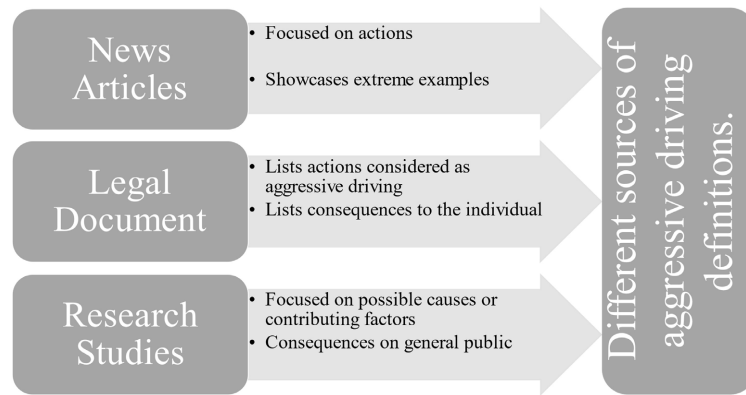 News
Articles
• Focused on actions
• Showcases extreme examples
Legal
Document
• Lists actions considered as
aggressive driving
• Lists consequences to the individual
Research
Studies
• Focused on possible causes or
contributing factors
• Consequences on general public
Different sources of
aggressive driving
definitions.